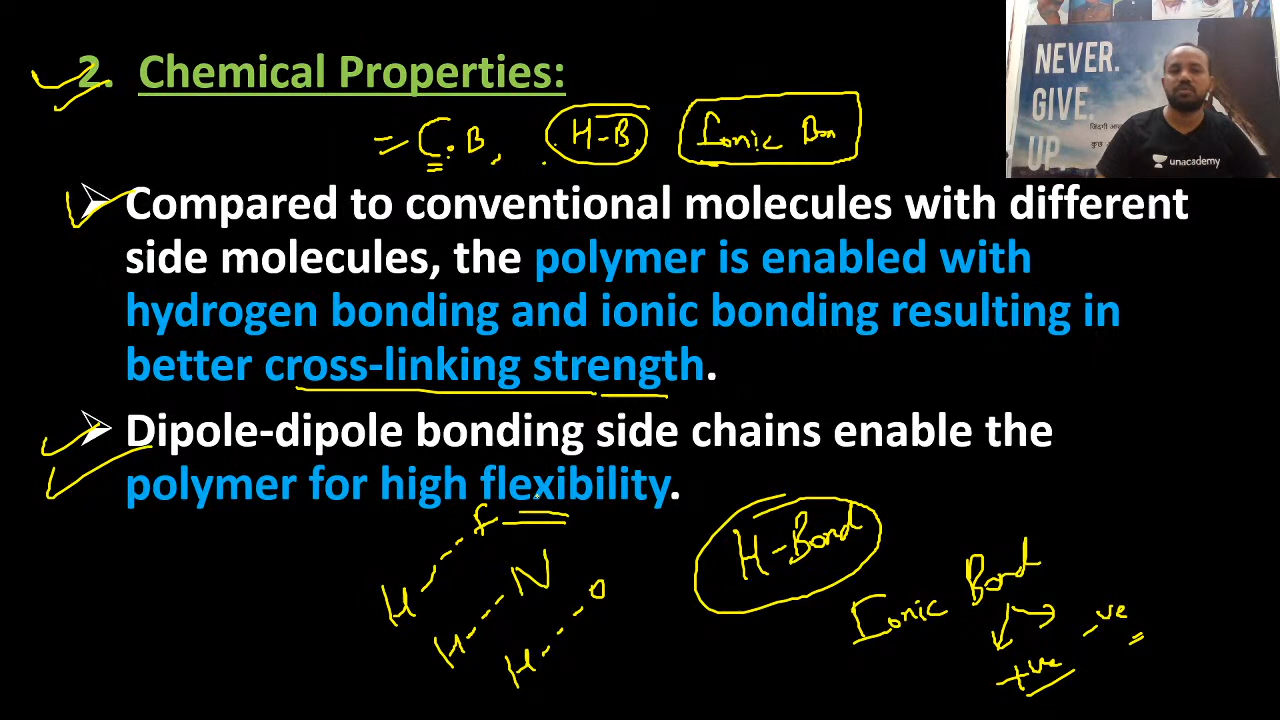 2. Chemical Properties:
= C.B, H-B Ionic Bon
NEVER.
GIVE.
UP.
unacademy
➢ Compared to conventional molecules with different
side molecules, the polymer is enabled with
hydrogen bonding and ionic bonding resulting in
better cross-linking strength.
➢ Dipole-dipole bonding side chains enable the
polymer for high flexibility.
F
H
N
H
O
H
H-Bond
Ionic Bond
-ve
+ve